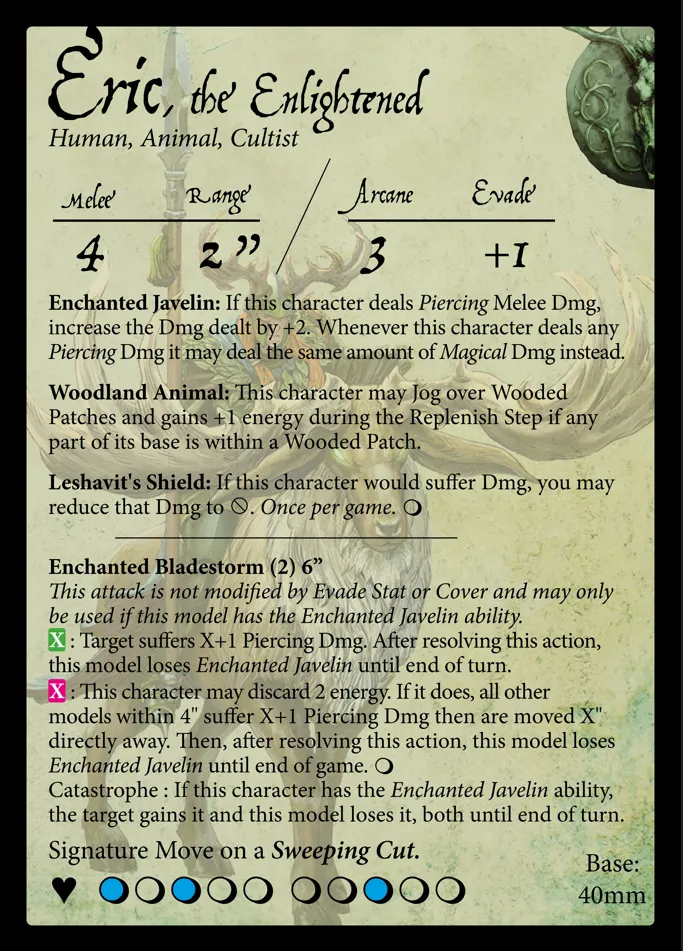 Eric, the Enlightened
Human, Animal, Cultist
Melee Range Arcane Evade
4 2” 3 +1
Enchanted Javelin: If this character deals Piercing Melee Dmg,
increase the Dmg dealt by +2. Whenever this character deals any
Piercing Dmg it may deal the same amount of Magical Dmg instead.
Woodland Animal: This character may Jog over Wooded
Patches and gains +1 energy during the Replenish Step if any
part of its base is within a Wooded Patch.
Leshavit's Shield: If this character would suffer Dmg, you may
reduce that Dmg to ⃠. Once per game. ❍
Enchanted Bladestorm (2) 6”
This attack is not modified by Evade Stat or Cover and may only
be used if this model has the Enchanted Javelin ability.
X : Target suffers X+1 Piercing Dmg. After resolving this action,
this model loses Enchanted Javelin until end of turn.
X : This character may discard 2 energy. If it does, all other
models within 4" suffer X+1 Piercing Dmg then are moved X"
directly away. Then, after resolving this action, this model loses
Enchanted Javelin until end of game. ❍
Catastrophe : If this character has the Enchanted Javelin ability,
the target gains it and this model loses it, both until end of turn.
Signature Move on a Sweeping Cut.
Base:
40mm